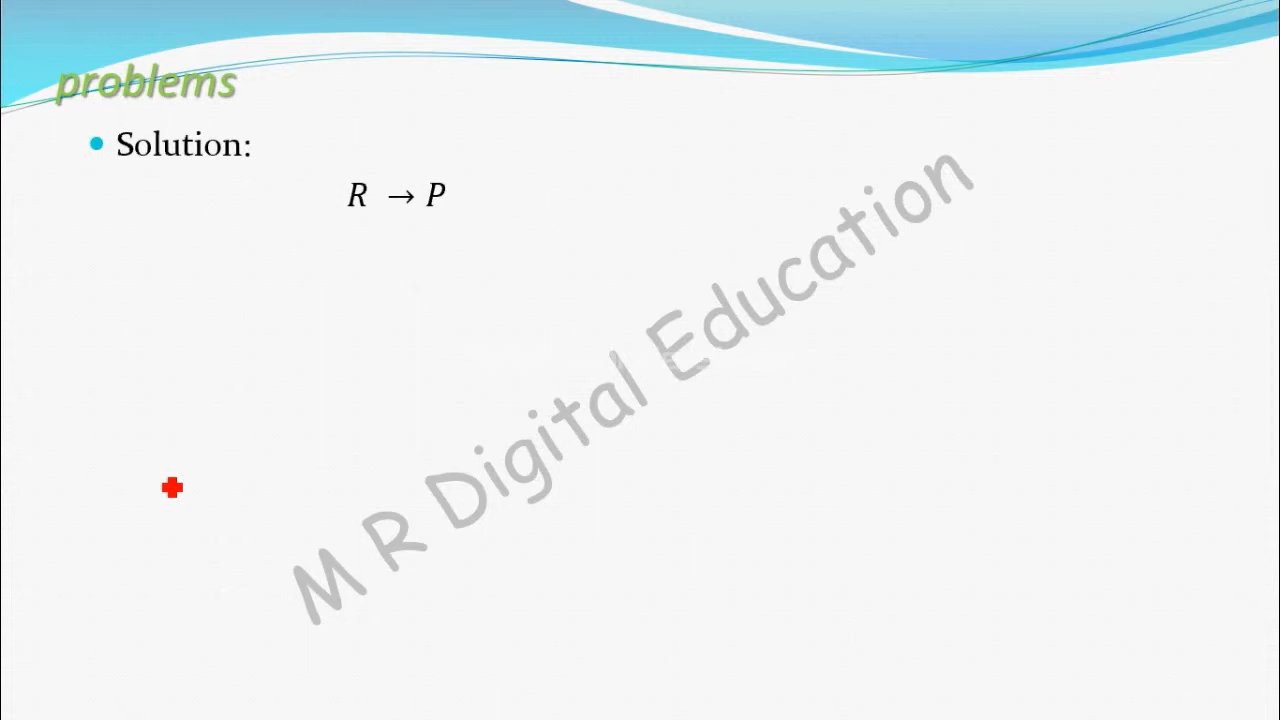 problems
Solution:
R → P
M R Digital Education